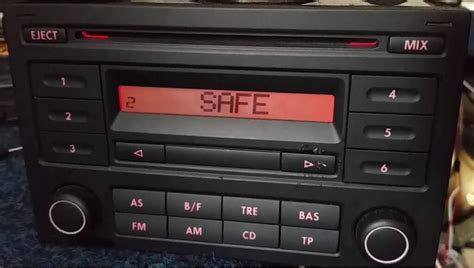 EJECT
MIX
1
2 SAFE
4
2
5
3
6
AS B/F TRE BAS
FM AM CD TP